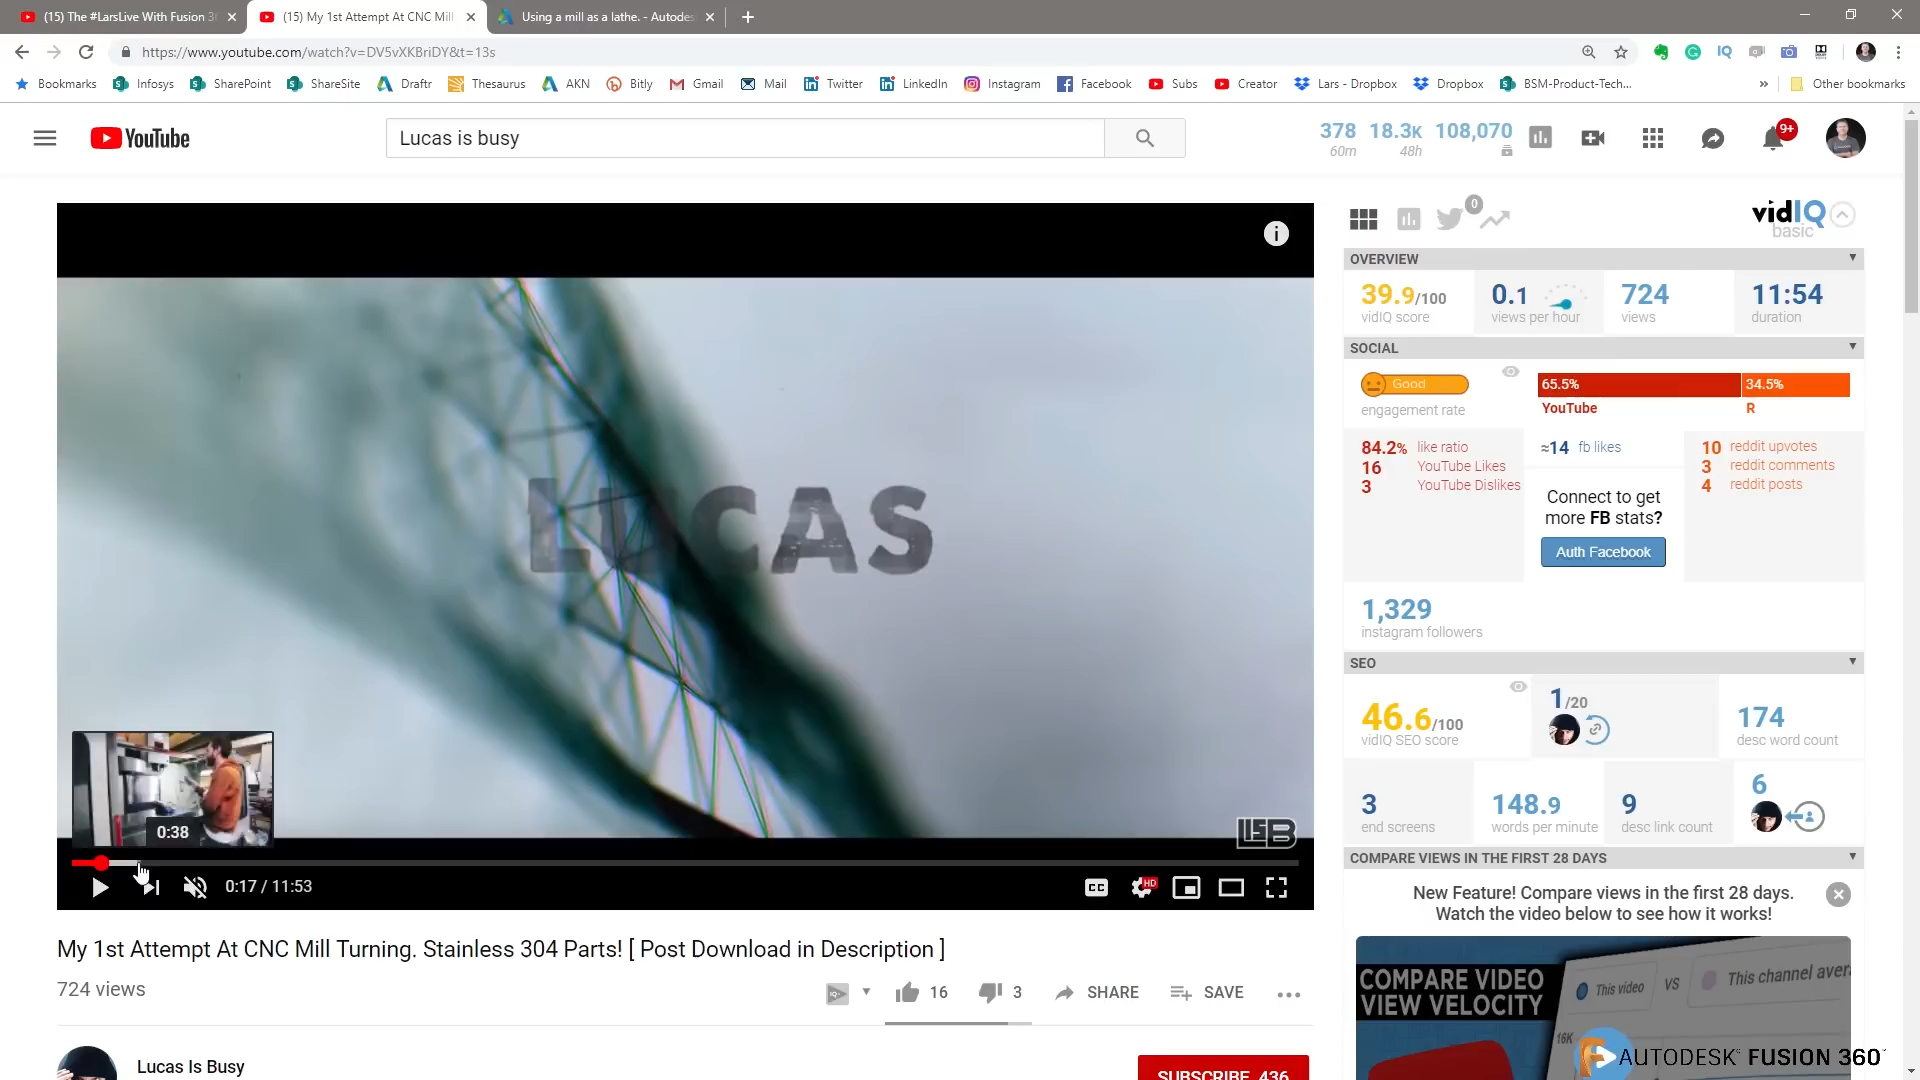 (15) The #LarsLive With Fusion 3
(15) My 1st Attempt At CNC Mill
Using a mill as a lathe. - Autodes
https://www.youtube.com/watch?v=DV5vXKBriDY&t=13s
Bookmarks Infosys SharePoint ShareSite Draftr Thesaurus AKN Bitly Gmail Mail Twitter LinkedIn Instagram Facebook Subs Creator Lars - Dropbox Dropbox BSM-Product-Tech... » Other bookmarks
YouTube
Lucas is busy
378 18.3K 108,070
60m 48h
9+
LUCAS
0:38
LSB
0:17 / 11:53
CC
HD
My 1st Attempt At CNC Mill Turning. Stainless 304 Parts! [ Post Download in Description ]
724 views
16 3 SHARE SAVE
Lucas Is Busy
SUBSCRIBE 436
0
vidIQ
basic
OVERVIEW
39.9/100 0.1 724 11:54
vidIQ score views per hour views duration
SOCIAL
Good
engagement rate
65.5% 34.5%
YouTube R
84.2% like ratio
16 YouTube Likes
3 YouTube Dislikes
≈14 fb likes
Connect to get
more FB stats?
Auth Facebook
10 reddit upvotes
3 reddit comments
4 reddit posts
1,329
instagram followers
SEO
46.6/100
vidIQ SEO score
1/20
174
desc word count
3
end screens
148.9
words per minute
9
desc link count
6
COMPARE VIEWS IN THE FIRST 28 DAYS
New Feature! Compare views in the first 28 days.
Watch the video below to see how it works!
COMPARE VIDEO
VIEW VELOCITY
This video VS This channel avera
16K
AUTODESK FUSION 360